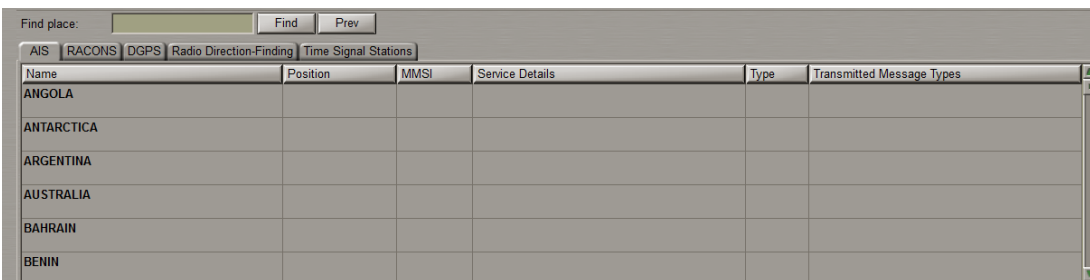 Find place: Find Prev
AIS RACONS DGPS Radio Direction-Finding Time Signal Stations
Name Position MMSI Service Details Type Transmitted Message Types
ANGOLA
ANTARCTICA
ARGENTINA
AUSTRALIA
BAHRAIN
BENIN